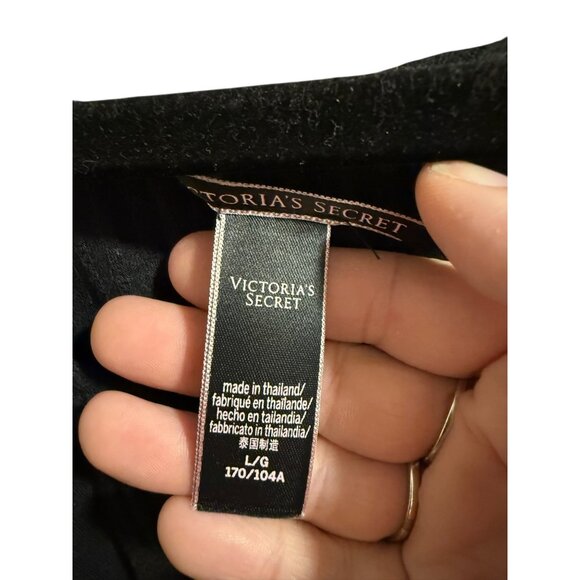 TORIA'S SECRET
VICTORIA'S
SECRET
made in thailand/
fabriqué en thaïlande/
hecho en tailandia/
fabbricato in thailandia/
泰国制造
L/G
170/104A